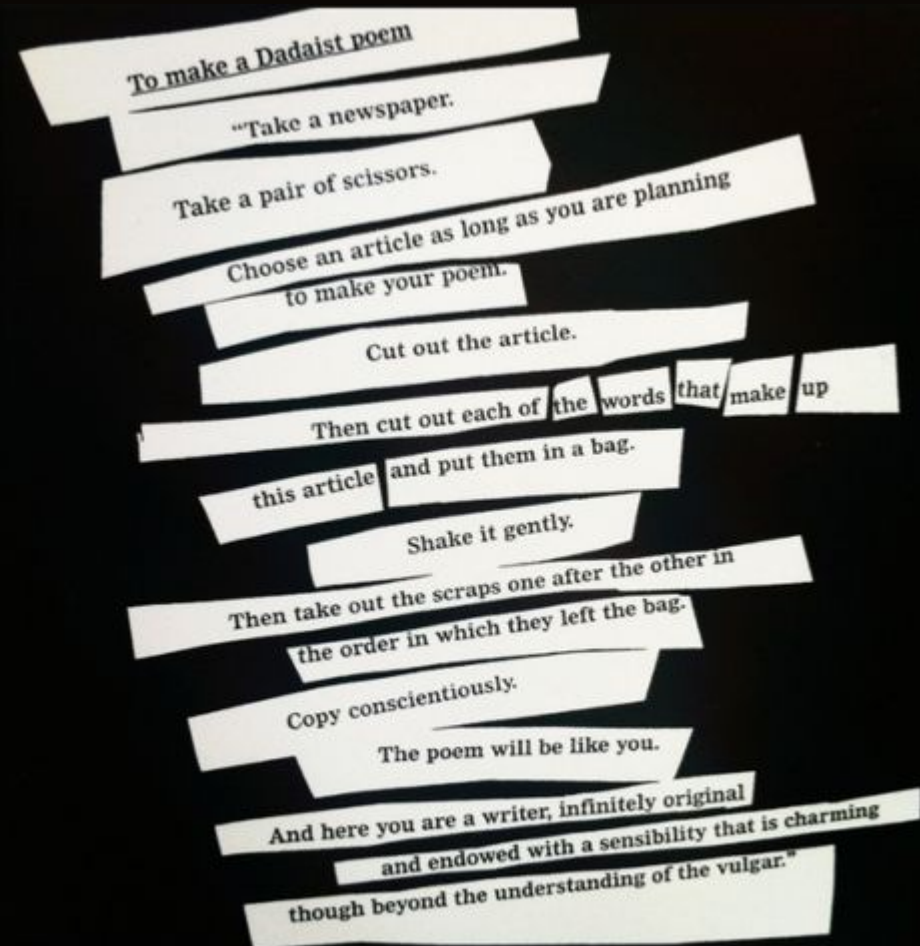 To make a Dadaist poem
“Take a newspaper.
Take a pair of scissors.
Choose an article as long as you are planning
to make your poem.
Cut out the article.
Then cut out each of the words that make up
this article and put them in a bag.
Shake it gently.
Then take out the scraps one after the other in
the order in which they left the bag.
Copy conscientiously.
The poem will be like you.
And here you are a writer, infinitely original
and endowed with a sensibility that is charming
though beyond the understanding of the vulgar.”